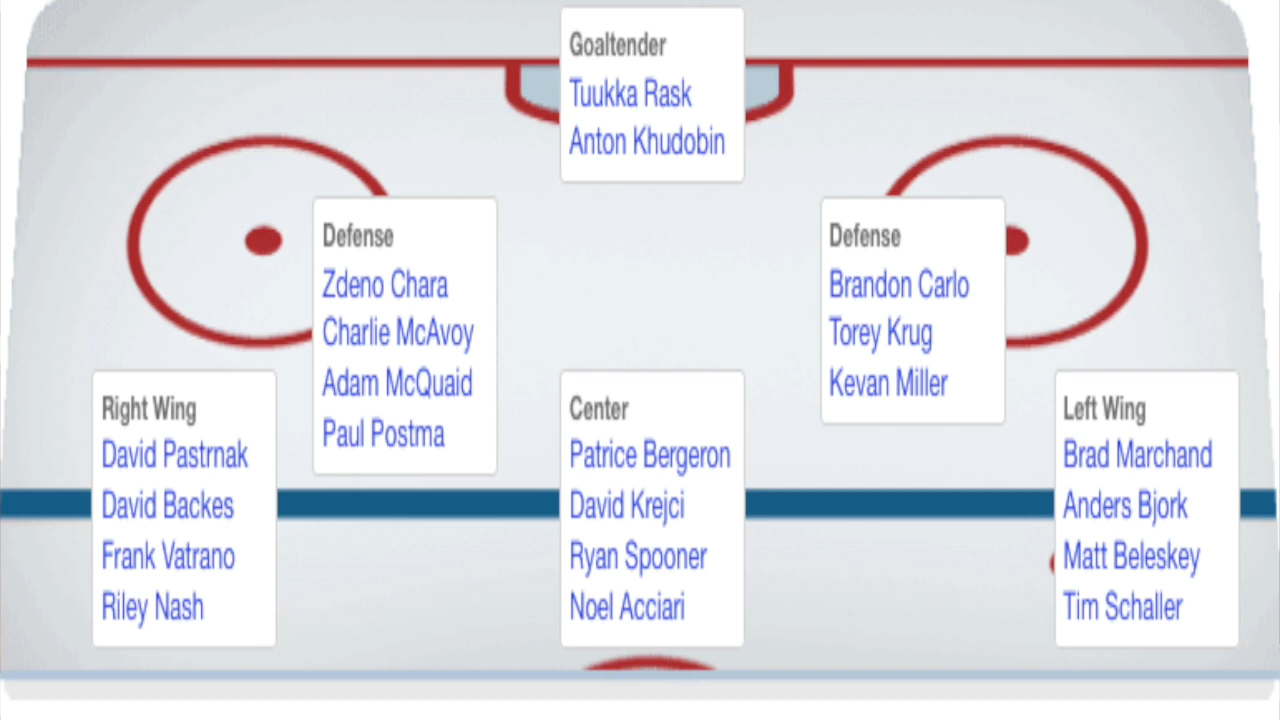 Goaltender
Tuukka Rask
Anton Khudobin
Defense
Zdeno Chara
Charlie McAvoy
Adam McQuaid
Paul Postma
Defense
Brandon Carlo
Torey Krug
Kevan Miller
Right Wing
David Pastrnak
David Backes
Frank Vatrano
Riley Nash
Center
Patrice Bergeron
David Krejci
Ryan Spooner
Noel Acciari
Left Wing
Brad Marchand
Anders Bjork
Matt Beleskey
Tim Schaller